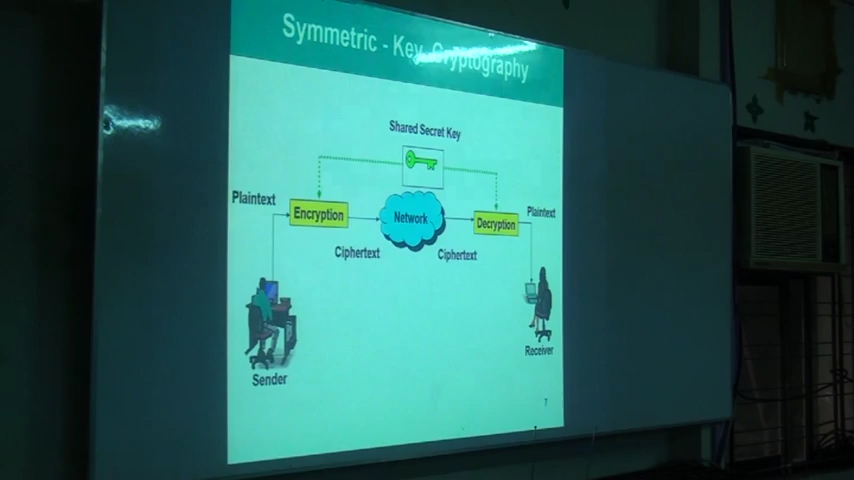 Symmetric - Key Cryptography
Shared Secret Key
Plaintext
Encryption
Network
Decryption
Plaintext
Ciphertext
Ciphertext
Sender
Receiver
7